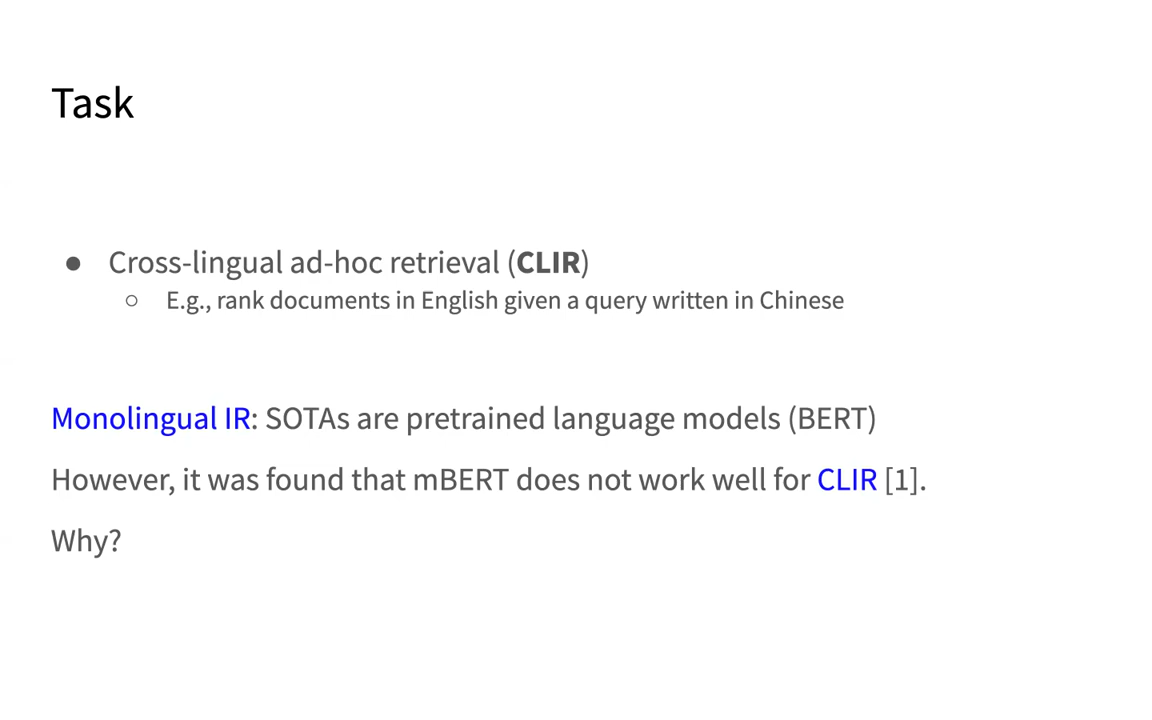 Task
● Cross-lingual ad-hoc retrieval (CLIR)
○ E.g., rank documents in English given a query written in Chinese
Monolingual IR: SOTAs are pretrained language models (BERT)
However, it was found that mBERT does not work well for CLIR [1].
Why?